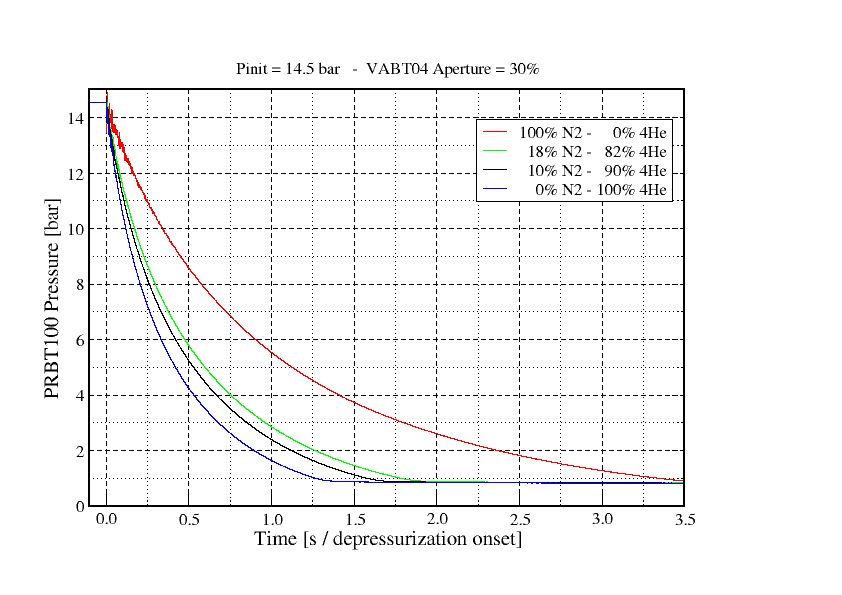 Pinit = 14.5 bar - VABT04 Aperture = 30%
100% N2 - 0% 4He
18% N2 - 82% 4He
10% N2 - 90% 4He
0% N2 - 100% 4He
PRBT100 Pressure [bar]
14
12
10
8
6
4
2
0
0.0 0.5 1.0 1.5 2.0 2.5 3.0 3.5
Time [s / depressurization onset]